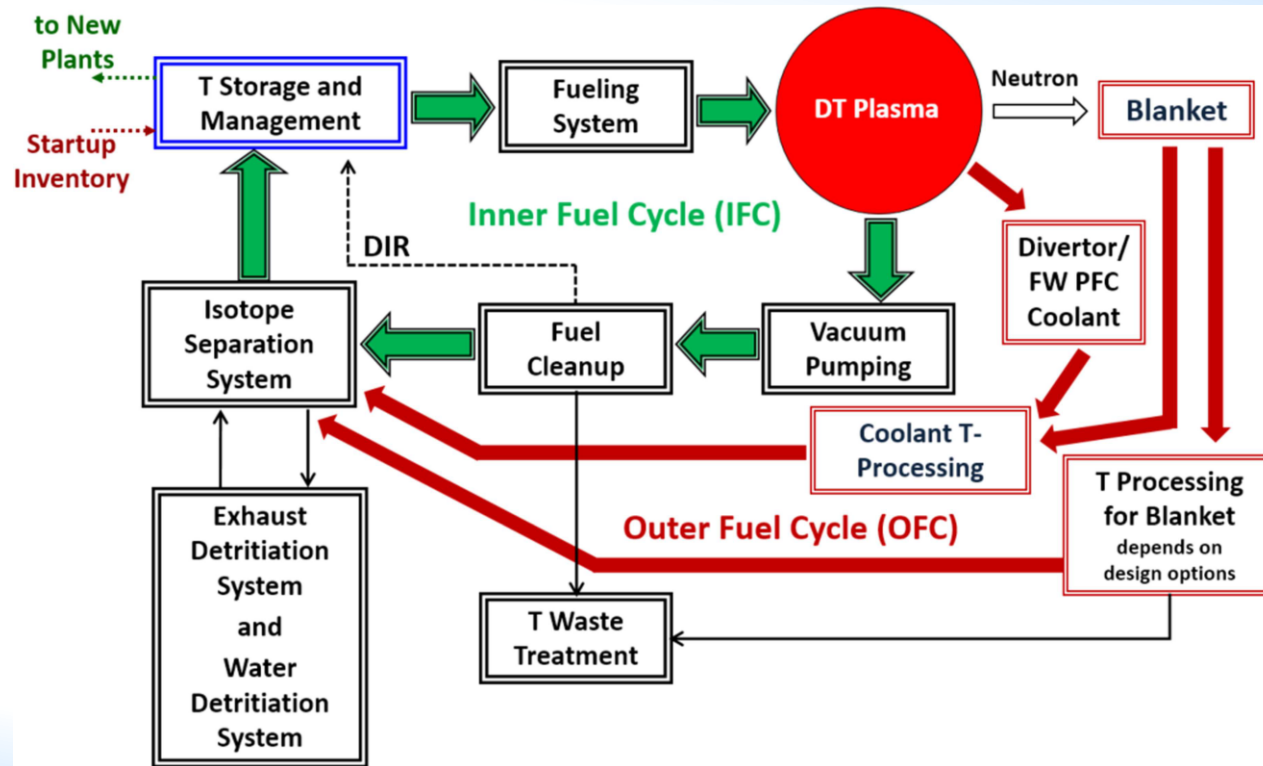 to New
Plants
T Storage and
Management
Fueling
System
DT Plasma
Neutron
Blanket
Startup
Inventory
Inner Fuel Cycle (IFC)
DIR
Divertor/
FW PFC
Coolant
Isotope
Separation
System
Fuel
Cleanup
Vacuum
Pumping
Coolant T-
Processing
T Processing
for Blanket
depends on
design options
Outer Fuel Cycle (OFC)
Exhaust
Detritiation
System
and
Water
Detritiation
System
T Waste
Treatment